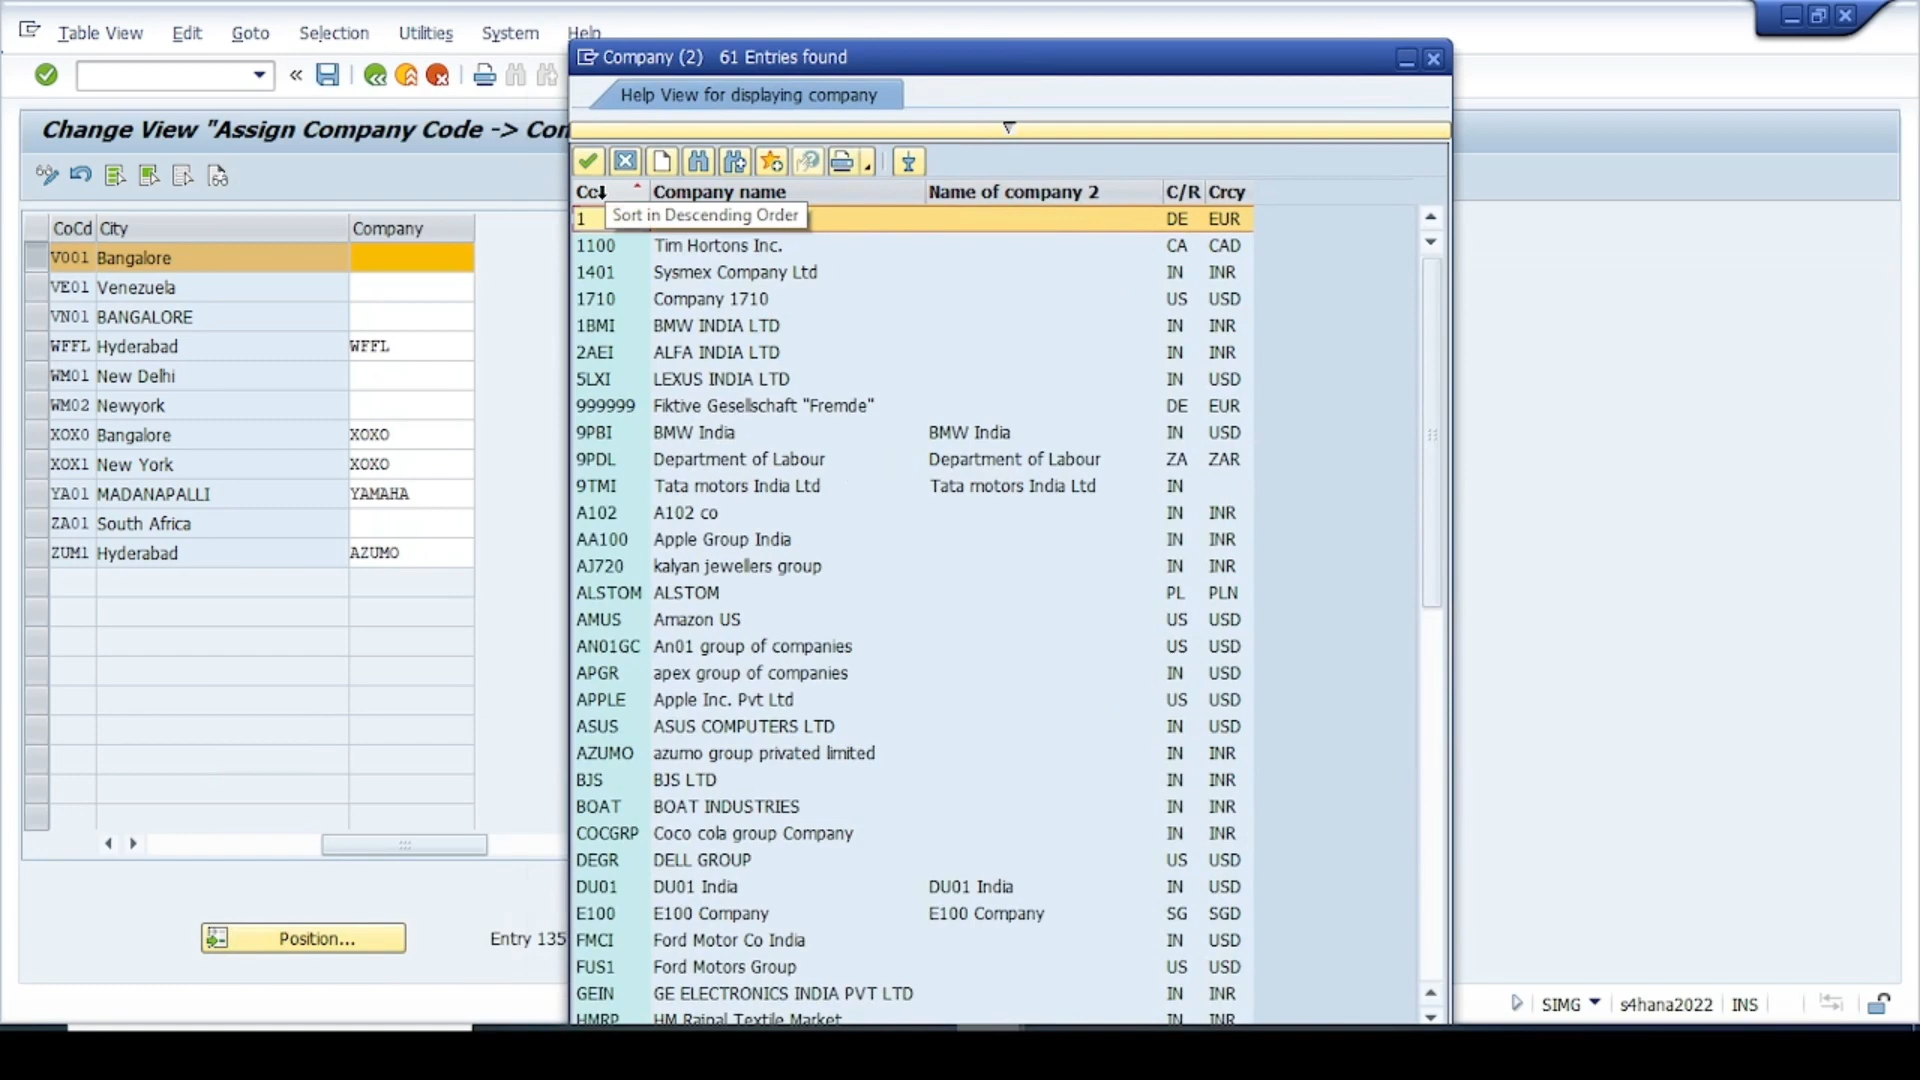 Table View Edit Goto Selection Utilities System Help
Company (2) 61 Entries found
Help View for displaying company
Change View "Assign Company Code -> Con
CoCd City Company
V001 Bangalore
VE01 Venezuela
VN01 BANGALORE
WFFL Hyderabad WFFL
WM01 New Delhi
WM02 Newyork
XOXO Bangalore XOXO
XOX1 New York XOXO
YA01 MADANAPALLI YAMAHA
ZA01 South Africa
ZUM1 Hyderabad AZUMO
Position...
Entry 135
Company name Name of company 2 C/R Crcy
Sort in Descending Order
1 DE EUR
1100 Tim Hortons Inc. CA CAD
1401 Sysmex Company Ltd IN INR
1710 Company 1710 US USD
1BMI BMW INDIA LTD IN INR
2AEI ALFA INDIA LTD IN INR
5LXI LEXUS INDIA LTD IN USD
999999 Fiktive Gesellschaft "Fremde" DE EUR
9PBI BMW India BMW India IN USD
9PDL Department of Labour Department of Labour ZA ZAR
9TMI Tata motors India Ltd Tata motors India Ltd IN
A102 A102 co IN INR
AA100 Apple Group India IN INR
AJ720 kalyan jewellers group IN INR
ALSTOM ALSTOM PL PLN
AMUS Amazon US US USD
AN01GC An01 group of companies US USD
APGR apex group of companies IN USD
APPLE Apple Inc. Pvt Ltd US USD
ASUS ASUS COMPUTERS LTD IN USD
AZUMO azumo group privated limited IN INR
BJS BJS LTD IN INR
BOAT BOAT INDUSTRIES IN INR
COCGRP Coco cola group Company IN INR
DEGR DELL GROUP US USD
DU01 DU01 India DU01 India IN USD
E100 E100 Company E100 Company SG SGD
FMCI Ford Motor Co India IN USD
FUS1 Ford Motors Group US USD
GEIN GE ELECTRONICS INDIA PVT LTD IN INR
HMRP HM Rajpal Textile Market IN INR
SIMG s4hana2022 INS